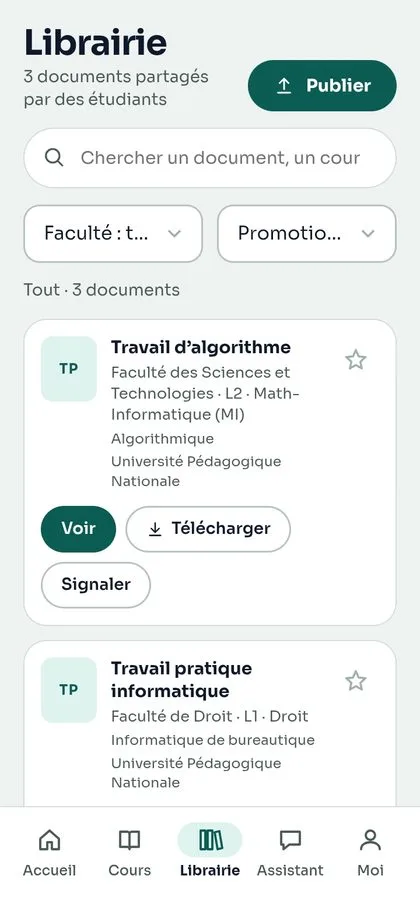 Librairie
3 documents partagés
par des étudiants
Publier
Chercher un document, un cour
Faculté : t...
Promotio...
Tout · 3 documents
TP
Travail d’algorithme
Faculté des Sciences et
Technologies · L2 · Math-
Informatique (MI)
Algorithmique
Université Pédagogique
Nationale
Voir
Télécharger
Signaler
TP
Travail pratique
informatique
Faculté de Droit · L1 · Droit
Informatique de bureautique
Université Pédagogique
Nationale
Accueil
Cours
Librairie
Assistant
Moi